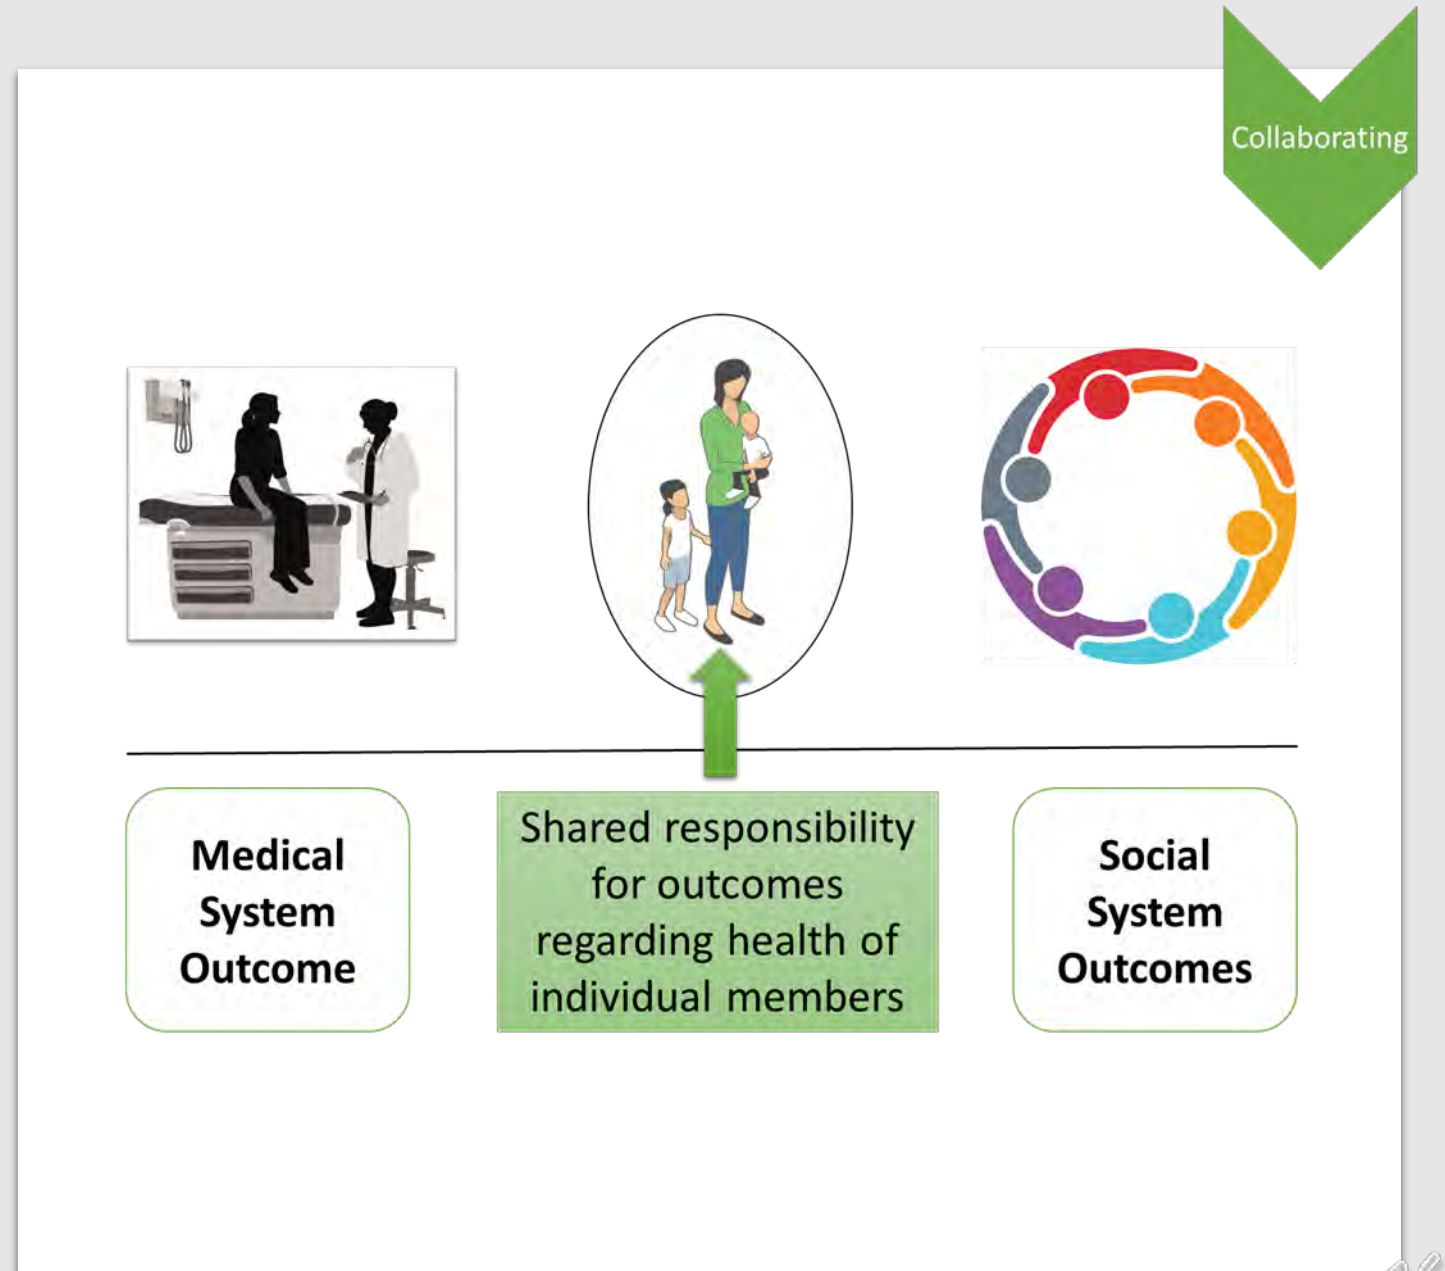 Collaborating
Medical
System
Outcome
Shared responsibility
for outcomes
regarding health of
individual members
Social
System
Outcomes